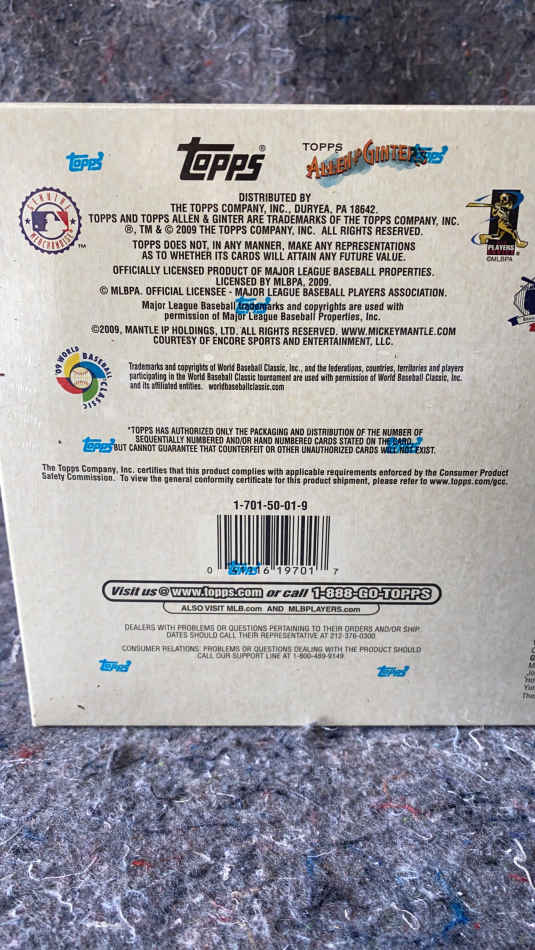 Topps
Topps®
TOPPS
ALLEN & GINTER'S Topps
GENUINE
MERCHANDISE ™
DISTRIBUTED BY
THE TOPPS COMPANY, INC., DURYEA, PA 18642.
TOPPS AND TOPPS ALLEN & GINTER ARE TRADEMARKS OF THE TOPPS COMPANY, INC.
®, TM & © 2009 THE TOPPS COMPANY, INC. ALL RIGHTS RESERVED.
TOPPS DOES NOT, IN ANY MANNER, MAKE ANY REPRESENTATIONS
AS TO WHETHER ITS CARDS WILL ATTAIN ANY FUTURE VALUE.
PLAYERS
©MLBPA
OFFICIALLY LICENSED PRODUCT OF MAJOR LEAGUE BASEBALL PROPERTIES.
LICENSED BY MLBPA, 2009.
© MLBPA. OFFICIAL LICENSEE - MAJOR LEAGUE BASEBALL PLAYERS ASSOCIATION.
Major League Baseball trademarks and copyrights are used with
permission of Major League Baseball Properties, Inc.
©2009, MANTLE IP HOLDINGS, LTD. ALL RIGHTS RESERVED. WWW.MICKEYMANTLE.COM
COURTESY OF ENCORE SPORTS AND ENTERTAINMENT, LLC.
'09 WORLD BASEBALL CLASSIC
Trademarks and copyrights of World Baseball Classic, Inc., and the federations, countries, territories and players
participating in the World Baseball Classic tournament are used with permission of World Baseball Classic, Inc.
and its affiliated entities. worldbaseballclassic.com
*TOPPS HAS AUTHORIZED ONLY THE PACKAGING AND DISTRIBUTION OF THE NUMBER OF
SEQUENTIALLY NUMBERED AND/OR HAND NUMBERED CARDS STATED ON THE CARD,
Topps BUT CANNOT GUARANTEE THAT COUNTERFEIT OR OTHER UNAUTHORIZED CARDS WILL NOT EXIST.
The Topps Company, Inc. certifies that this product complies with applicable requirements enforced by the Consumer Product
Safety Commission. To view the general conformity certificate for this product shipment, please refer to www.topps.com/gcc.
1-701-50-01-9
0 16 19701 7
Visit us @ www.topps.com or call 1-888-GO-TOPPS
ALSO VISIT MLB.COM AND MLBPLAYERS.com
DEALERS WITH PROBLEMS OR QUESTIONS PERTAINING TO THEIR ORDERS AND/OR SHIP
DATES SHOULD CALL THEIR REPRESENTATIVE AT 212-376-0300.
CONSUMER RELATIONS: PROBLEMS OR QUESTIONS DEALING WITH THE PRODUCT SHOULD
CALL OUR SUPPORT LINE AT 1-800-489-9149.
Topps
Topps